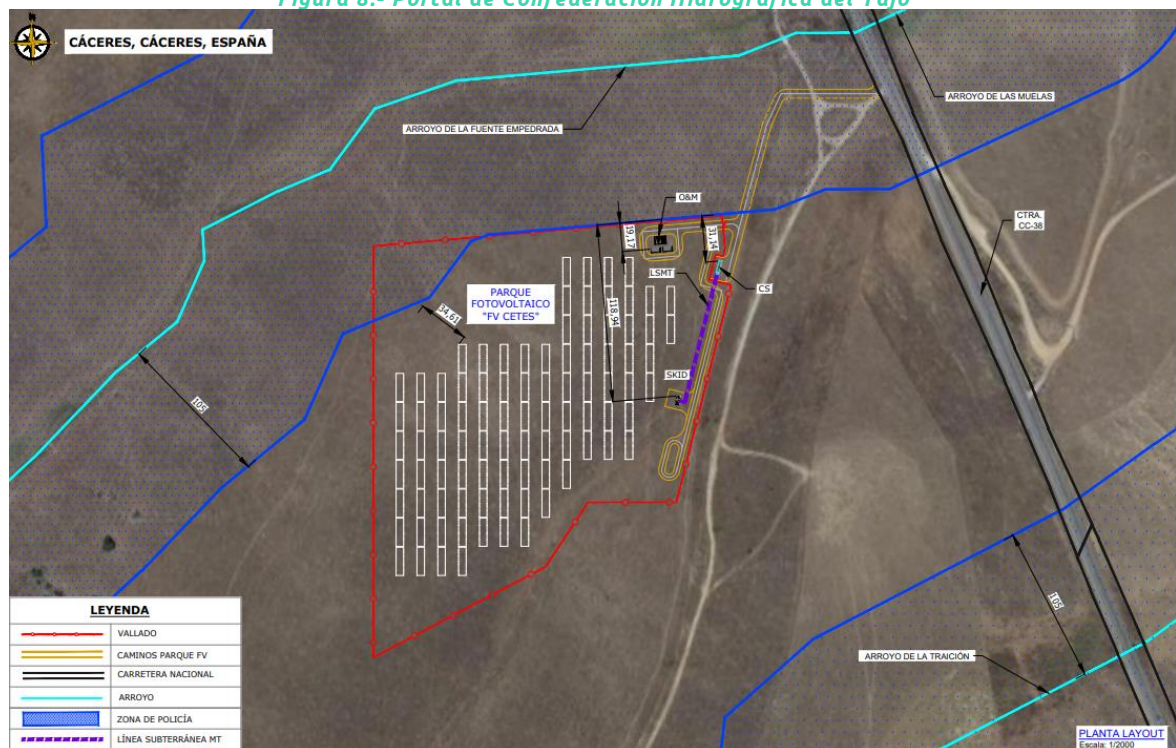 Figura 8.- Portal de Confederación Hidrográfica del Tajo
N
CÁCERES, CÁCERES, ESPAÑA
ARROYO DE LAS MUELAS
ARROYO DE LA FUENTE EMPEDRADA
O&M
CTRA.
CC-38
19,17
31,14
LSMT
CS
PARQUE
FOTOVOLTAICO
"FV CETES"
34,61
118,94
SKID
105
105
ARROYO DE LA TRAICIÓN
LEYENDA
VALLADO
CAMINOS PARQUE FV
CARRETERA NACIONAL
ARROYO
ZONA DE POLICÍA
LÍNEA SUBTERRÁNEA MT
PLANTA LAYOUT
Escala: 1/2000